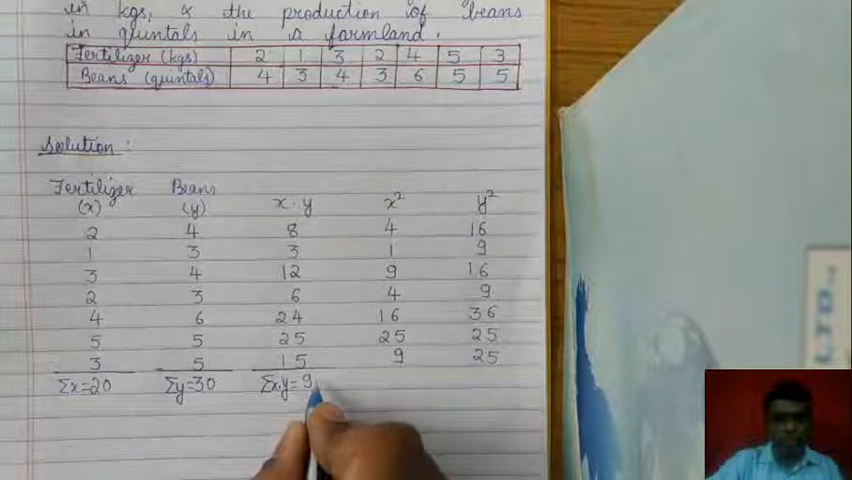 in kgs, & the production of beans
in quintals in a farmland.
Fertilizer (kgs) 2 1 3 2 4 5 3
Beans (quintals) 4 3 4 3 6 5 5
Solution :
Fertilizer Beans
(x) (y) x·y x² y²
2 4 8 4 16
1 3 3 1 9
3 4 12 9 16
2 3 6 4 9
4 6 24 16 36
5 5 25 25 25
3 5 15 9 25
Σx=20 Σy=30 Σx.y=9
LTD